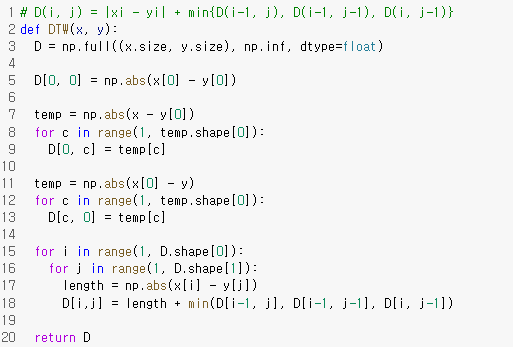 1 # D(i, j) = |xi - yi| + min{D(i-1, j), D(i-1, j-1), D(i, j-1)}
2 def DTW(x, y):
3   D = np.full((x.size, y.size), np.inf, dtype=float)
4
5   D[0, 0] = np.abs(x[0] - y[0])
6
7   temp = np.abs(x - y[0])
8   for c in range(1, temp.shape[0]):
9     D[0, c] = temp[c]
10
11   temp = np.abs(x[0] - y)
12   for c in range(1, temp.shape[0]):
13     D[c, 0] = temp[c]
14
15   for i in range(1, D.shape[0]):
16     for j in range(1, D.shape[1]):
17       length = np.abs(x[i] - y[j])
18       D[i,j] = length + min(D[i-1, j], D[i-1, j-1], D[i, j-1])
19
20   return D